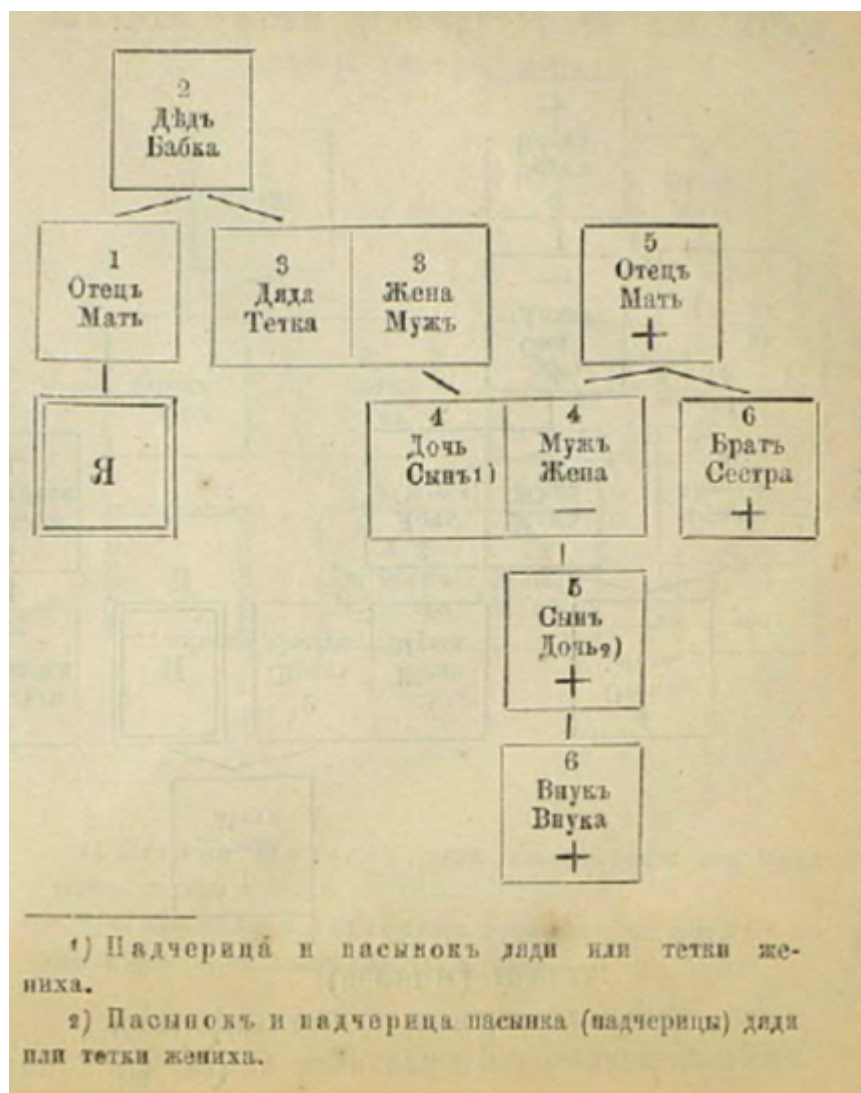 2
Дѣдъ
Бабка
1
Отецъ
Мать
3
Дядя
Тетка
3
Жена
Мужъ
5
Отецъ
Мать
+
Я
4
Дочь
Сынъ1)
4
Мужъ
Жена
—
6
Братъ
Сестра
+
5
Сынъ
Дочь2)
+
6
Внукъ
Внука
+
1) Падчерица́ и пасынокъ дяди или тетки же-
ниха.
2) Пасынокъ и падчерица пасынка (падчерицы) дяди
или тетки жениха.